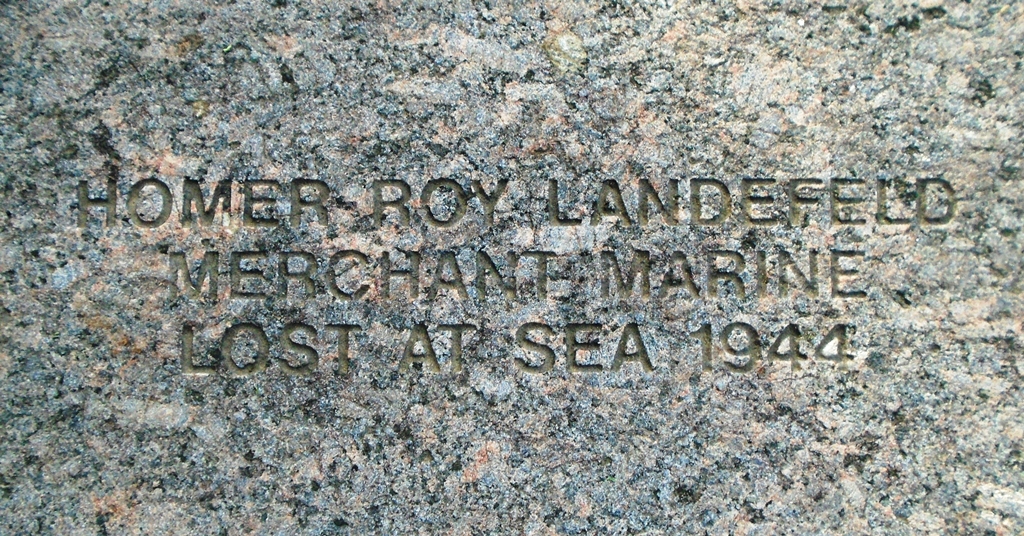 HOMER ROY LANDEFELD
MERCHANT MARINE
LOST AT SEA 1944